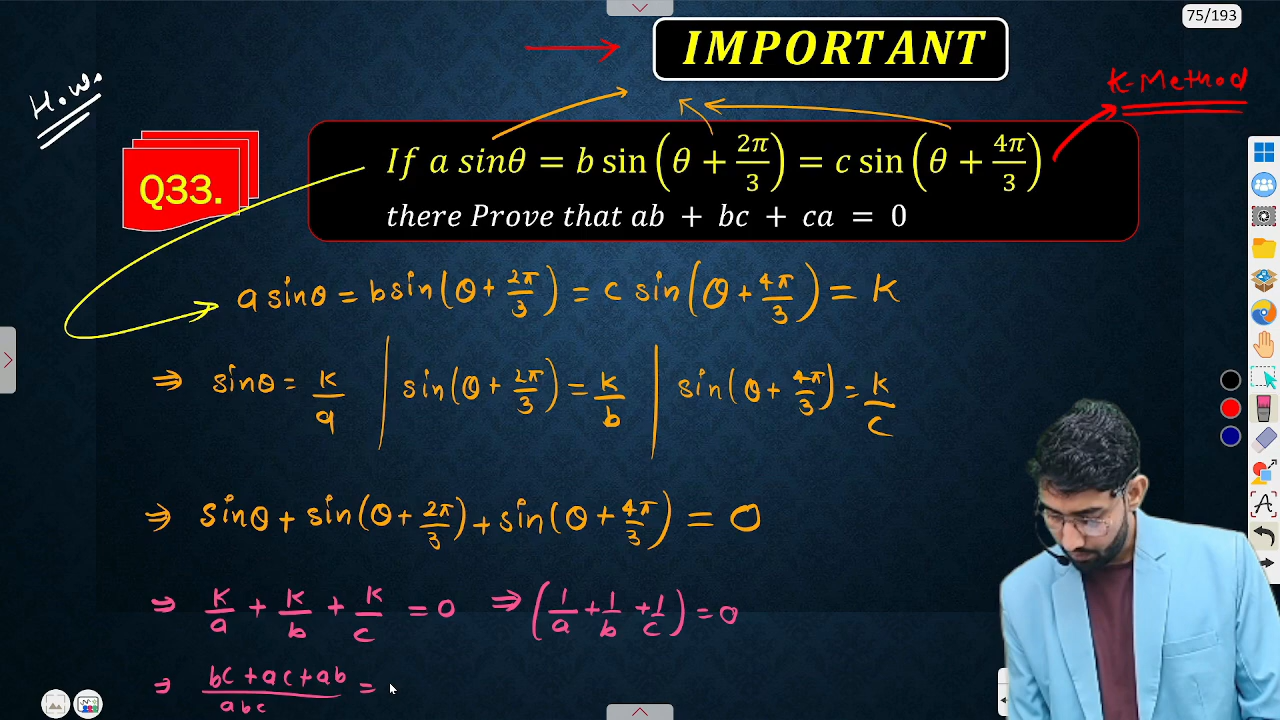 75/193
IMPORTANT
H.W.
K-Method
Q33.
If a sinθ = b sin (θ + 2π/3) = c sin (θ + 4π/3)
there Prove that ab + bc + ca = 0
a sinθ = b sin(θ + 2π/3) = c sin(θ + 4π/3) = K
⇒ sinθ = K/a | sin(θ + 2π/3) = K/b | sin(θ + 4π/3) = K/c
⇒ sinθ + sin(θ + 2π/3) + sin(θ + 4π/3) = 0
⇒ K/a + K/b + K/c = 0 ⇒ (1/a + 1/b + 1/c) = 0
⇒ (bc + ac + ab)/abc =